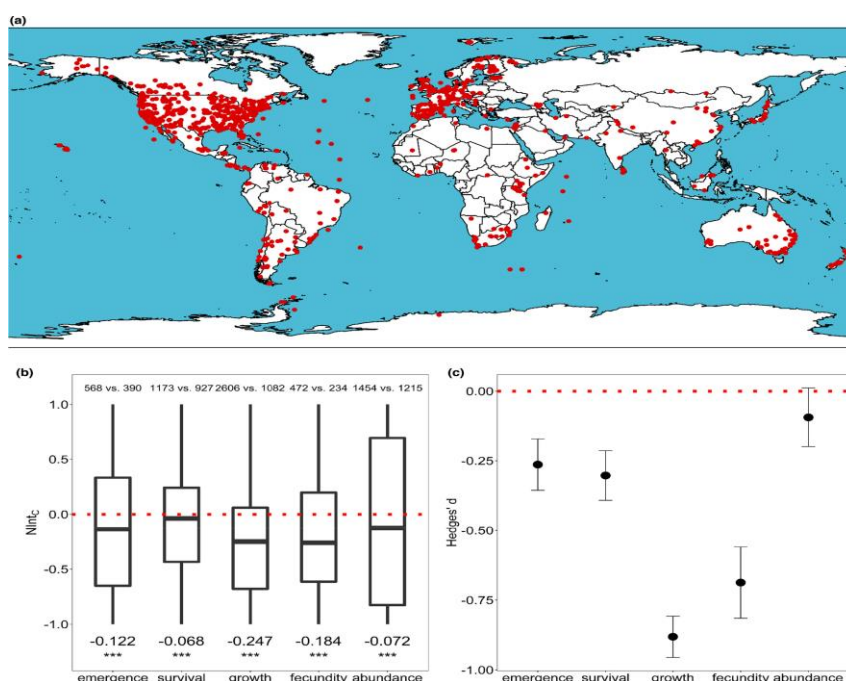 (a)
(b)
568 vs. 390 1173 vs. 927 2606 vs. 1082 472 vs. 234 1454 vs. 1215
1.0
0.5
0.0
-0.5
-1.0
NIntC
-0.122 -0.068 -0.247 -0.184 -0.072
*** *** *** *** ***
emergence survival growth fecundity abundance
(c)
0.00
-0.25
-0.50
-0.75
-1.00
Hedges' d
emergence survival growth fecundity abundance